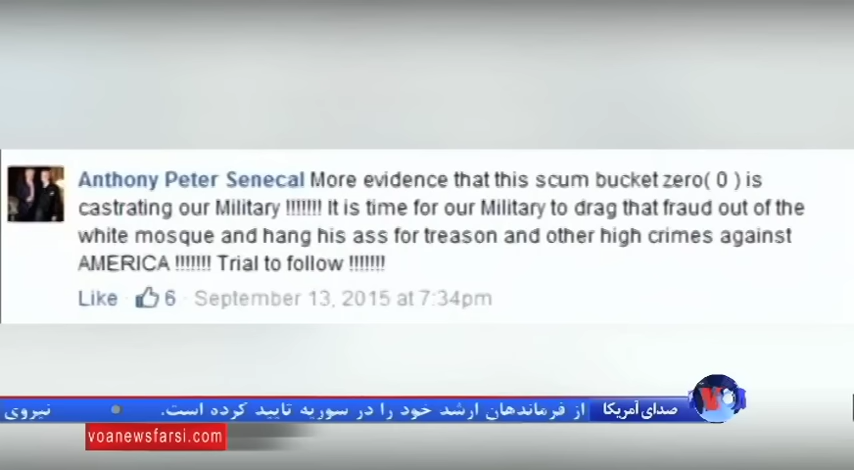 Anthony Peter Senecal More evidence that this scum bucket zero( 0 ) is
castrating our Military !!!!!!! It is time for our Military to drag that fraud out of the
white mosque and hang his ass for treason and other high crimes against
AMERICA !!!!!!! Trial to follow !!!!!!!
Like · 6 · September 13, 2015 at 7:34pm
صدای آمریکا
از فرماندهان ارشد خود را در سوریه تایید کرده است.
نیروی
VOA
voanewsfarsi.com